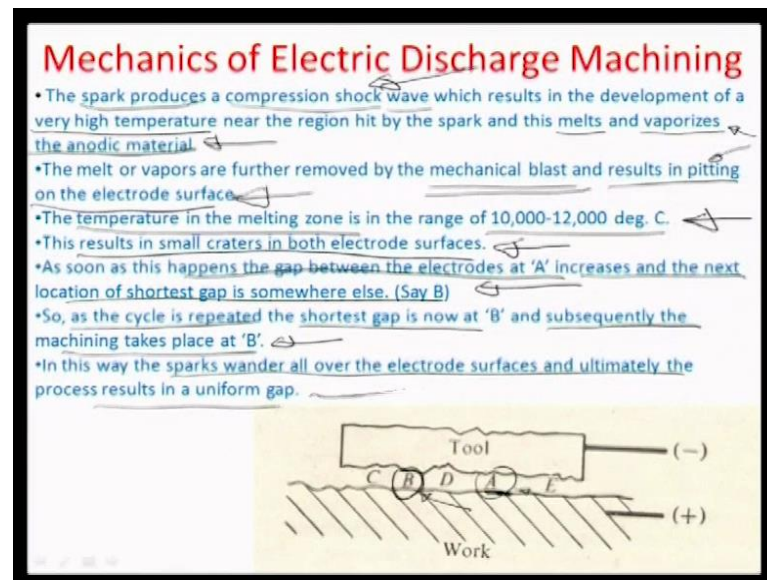 Mechanics of Electric Discharge Machining
• The spark produces a compression shock wave which results in the development of a
very high temperature near the region hit by the spark and this melts and vaporizes
the anodic material.
•The melt or vapors are further removed by the mechanical blast and results in pitting
on the electrode surface.
•The temperature in the melting zone is in the range of 10,000-12,000 deg. C.
•This results in small craters in both electrode surfaces.
•As soon as this happens the gap between the electrodes at ‘A’ increases and the next
location of shortest gap is somewhere else. (Say B)
•So, as the cycle is repeated the shortest gap is now at ‘B’ and subsequently the
machining takes place at ‘B’.
•In this way the sparks wander all over the electrode surfaces and ultimately the
process results in a uniform gap.
Tool (−)
C B D A E
(+)
Work